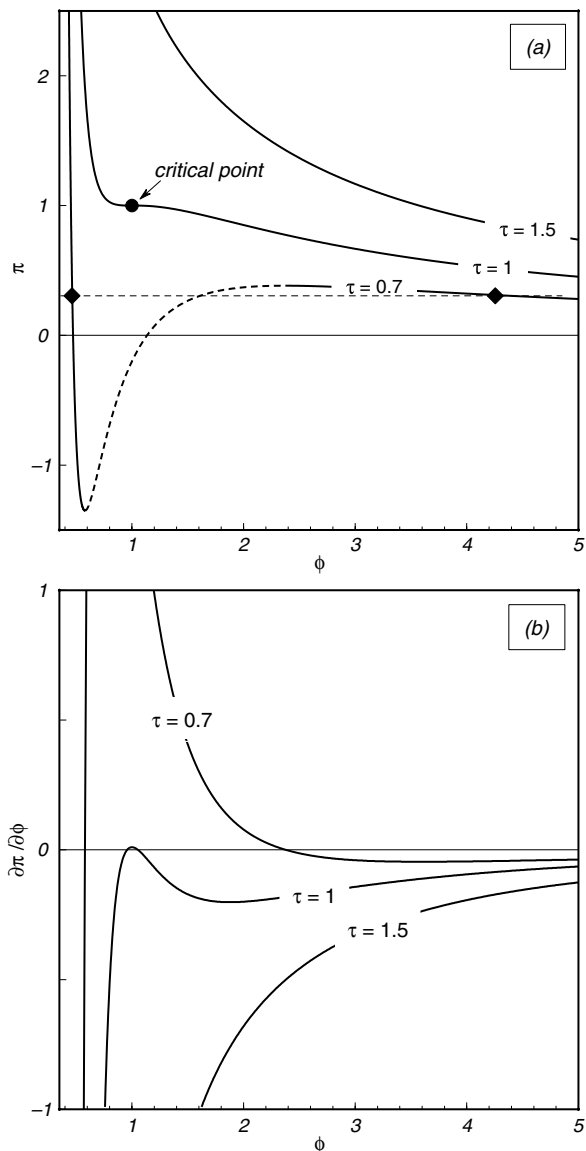 (a)
2
critical point
π
1
τ = 1.5
τ = 1
τ = 0.7
0
−1
1 2 3 4 5
ϕ
1
(b)
τ = 0.7
∂π/∂ϕ
0
τ = 1
τ = 1.5
−1
1 2 3 4 5
ϕ